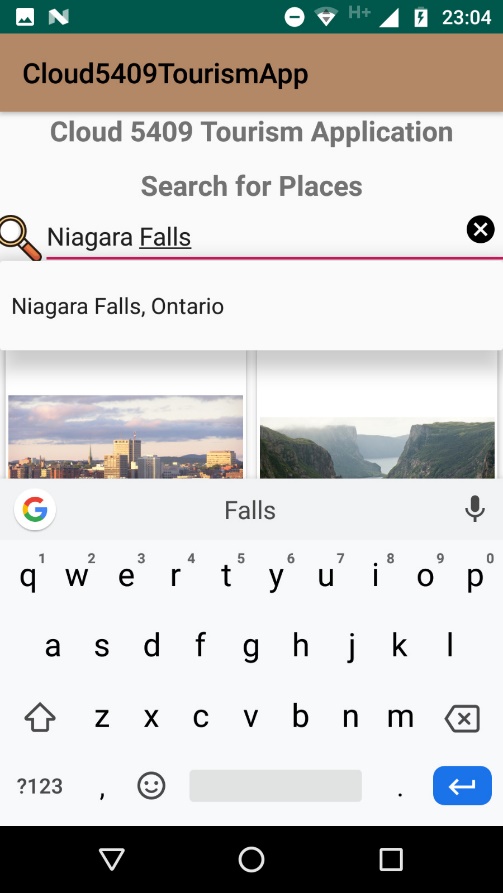 H+ 23:04
Cloud5409TourismApp
Cloud 5409 Tourism Application
Search for Places
Niagara Falls
Niagara Falls, Ontario
G Falls
1 2 3 4 5 6 7 8 9 0
q w e r t y u i o p
a s d f g h j k l
z x c v b n m
?123 , .